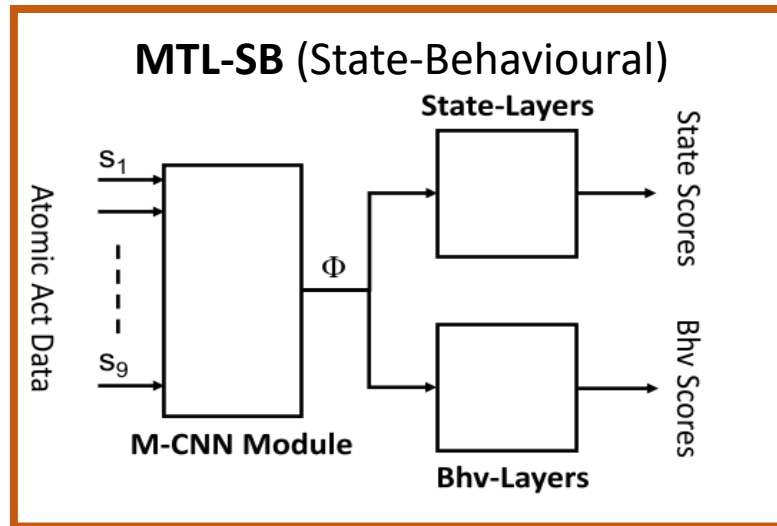 MTL-SB (State-Behavioural)
State-Layers
State Scores
s₁
Atomic Act Data
Φ
s₉
M-CNN Module
Bhv Scores
Bhv-Layers